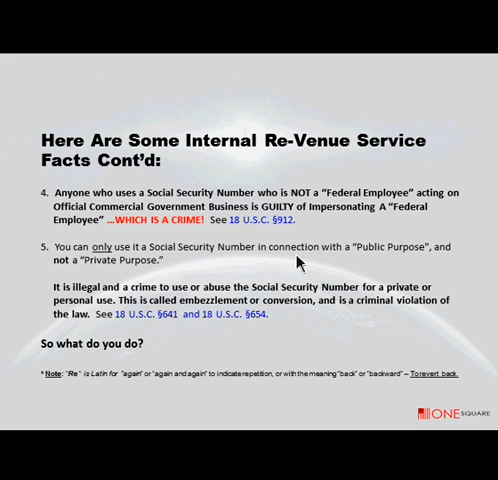 Here Are Some Internal Re-Venue Service
Facts Cont'd:
4. Anyone who uses a Social Security Number who is NOT a "Federal Employee" acting on
Official Commercial Government Business is GUILTY of Impersonating A "Federal
Employee" ...WHICH IS A CRIME! See 18 U.S.C. §912.
5. You can only use it a Social Security Number in connection with a "Public Purpose", and
not a "Private Purpose."
It is illegal and a crime to use or abuse the Social Security Number for a private or
personal use. This is called embezzlement or conversion, and is a criminal violation of
the law. See 18 U.S.C. §641 and 18 U.S.C. §654.
So what do you do?
* Note: "Re" is Latin for "again" or "again and again" to indicate repetition, or with the meaning "back" or "backward" – To revert back.
ONE SQUARE